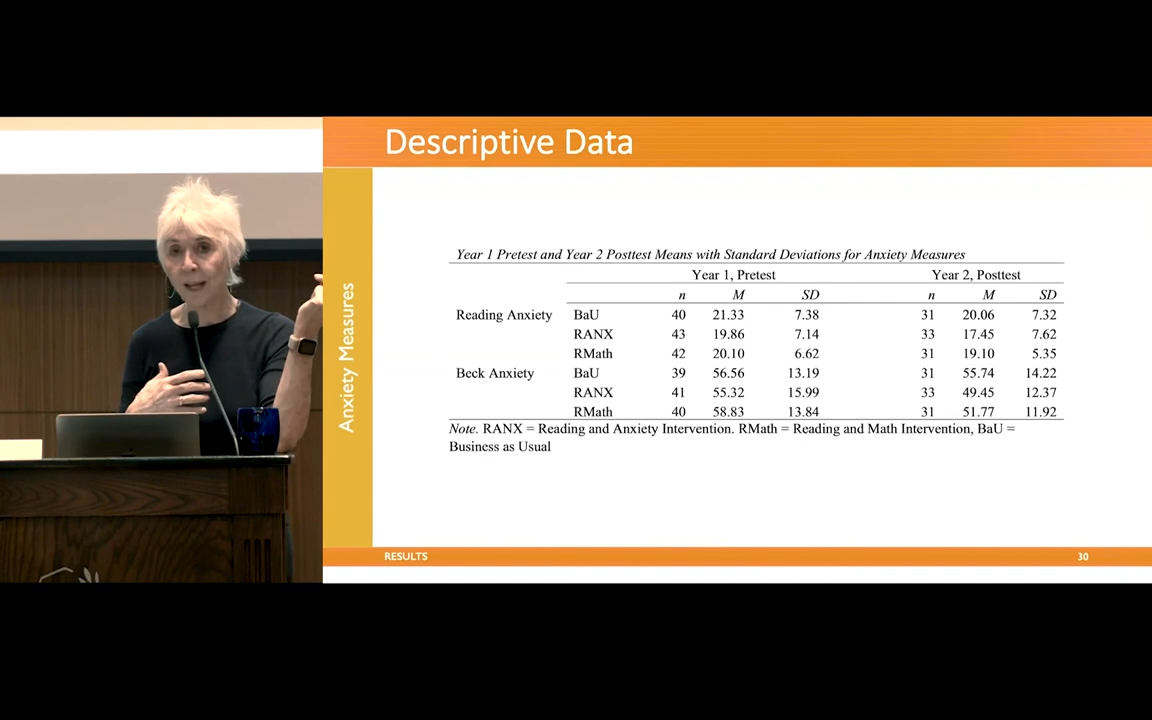 Descriptive Data
Anxiety Measures
Year 1 Pretest and Year 2 Posttest Means with Standard Deviations for Anxiety Measures
Year 1, Pretest Year 2, Posttest
n M SD n M SD
Reading Anxiety BaU 40 21.33 7.38 31 20.06 7.32
RANX 43 19.86 7.14 33 17.45 7.62
RMath 42 20.10 6.62 31 19.10 5.35
Beck Anxiety BaU 39 56.56 13.19 31 55.74 14.22
RANX 41 55.32 15.99 33 49.45 12.37
RMath 40 58.83 13.84 31 51.77 11.92
Note. RANX = Reading and Anxiety Intervention. RMath = Reading and Math Intervention, BaU =
Business as Usual
RESULTS 30